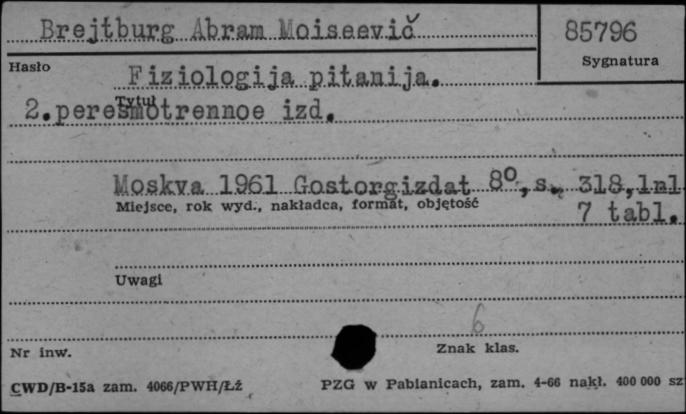 Brejtburg Abram Moiseevič
85796
Hasło
Sygnatura
Fiziologija pitanija.
Tytuł
2.peresmotrennoe izd.
Moskva 1961 Gostorgizdat 8⁰,s. 318,1nl
Miejsce, rok wyd., nakładca, format, objętość
7 tabl.
Uwagi
6
Nr inw.
Znak klas.
CWD/B-15a zam. 4066/PWH/Łź
PZG w Pabianicach, zam. 4-66 nakł. 400 000 sz